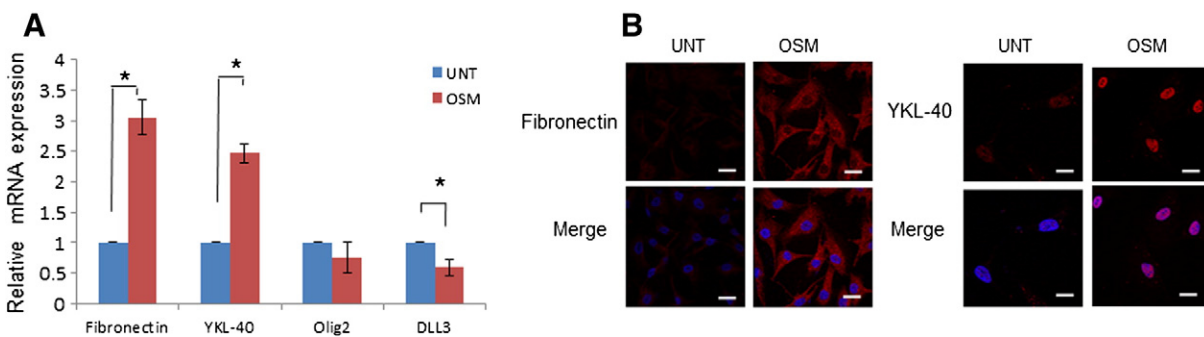 A
Relative mRNA expression
4
3.5
3
2.5
2
1.5
1
0.5
0
*
*
*
UNT
OSM
Fibronectin YKL-40 Olig2 DLL3
B
UNT OSM
Fibronectin
Merge
UNT OSM
YKL-40
Merge